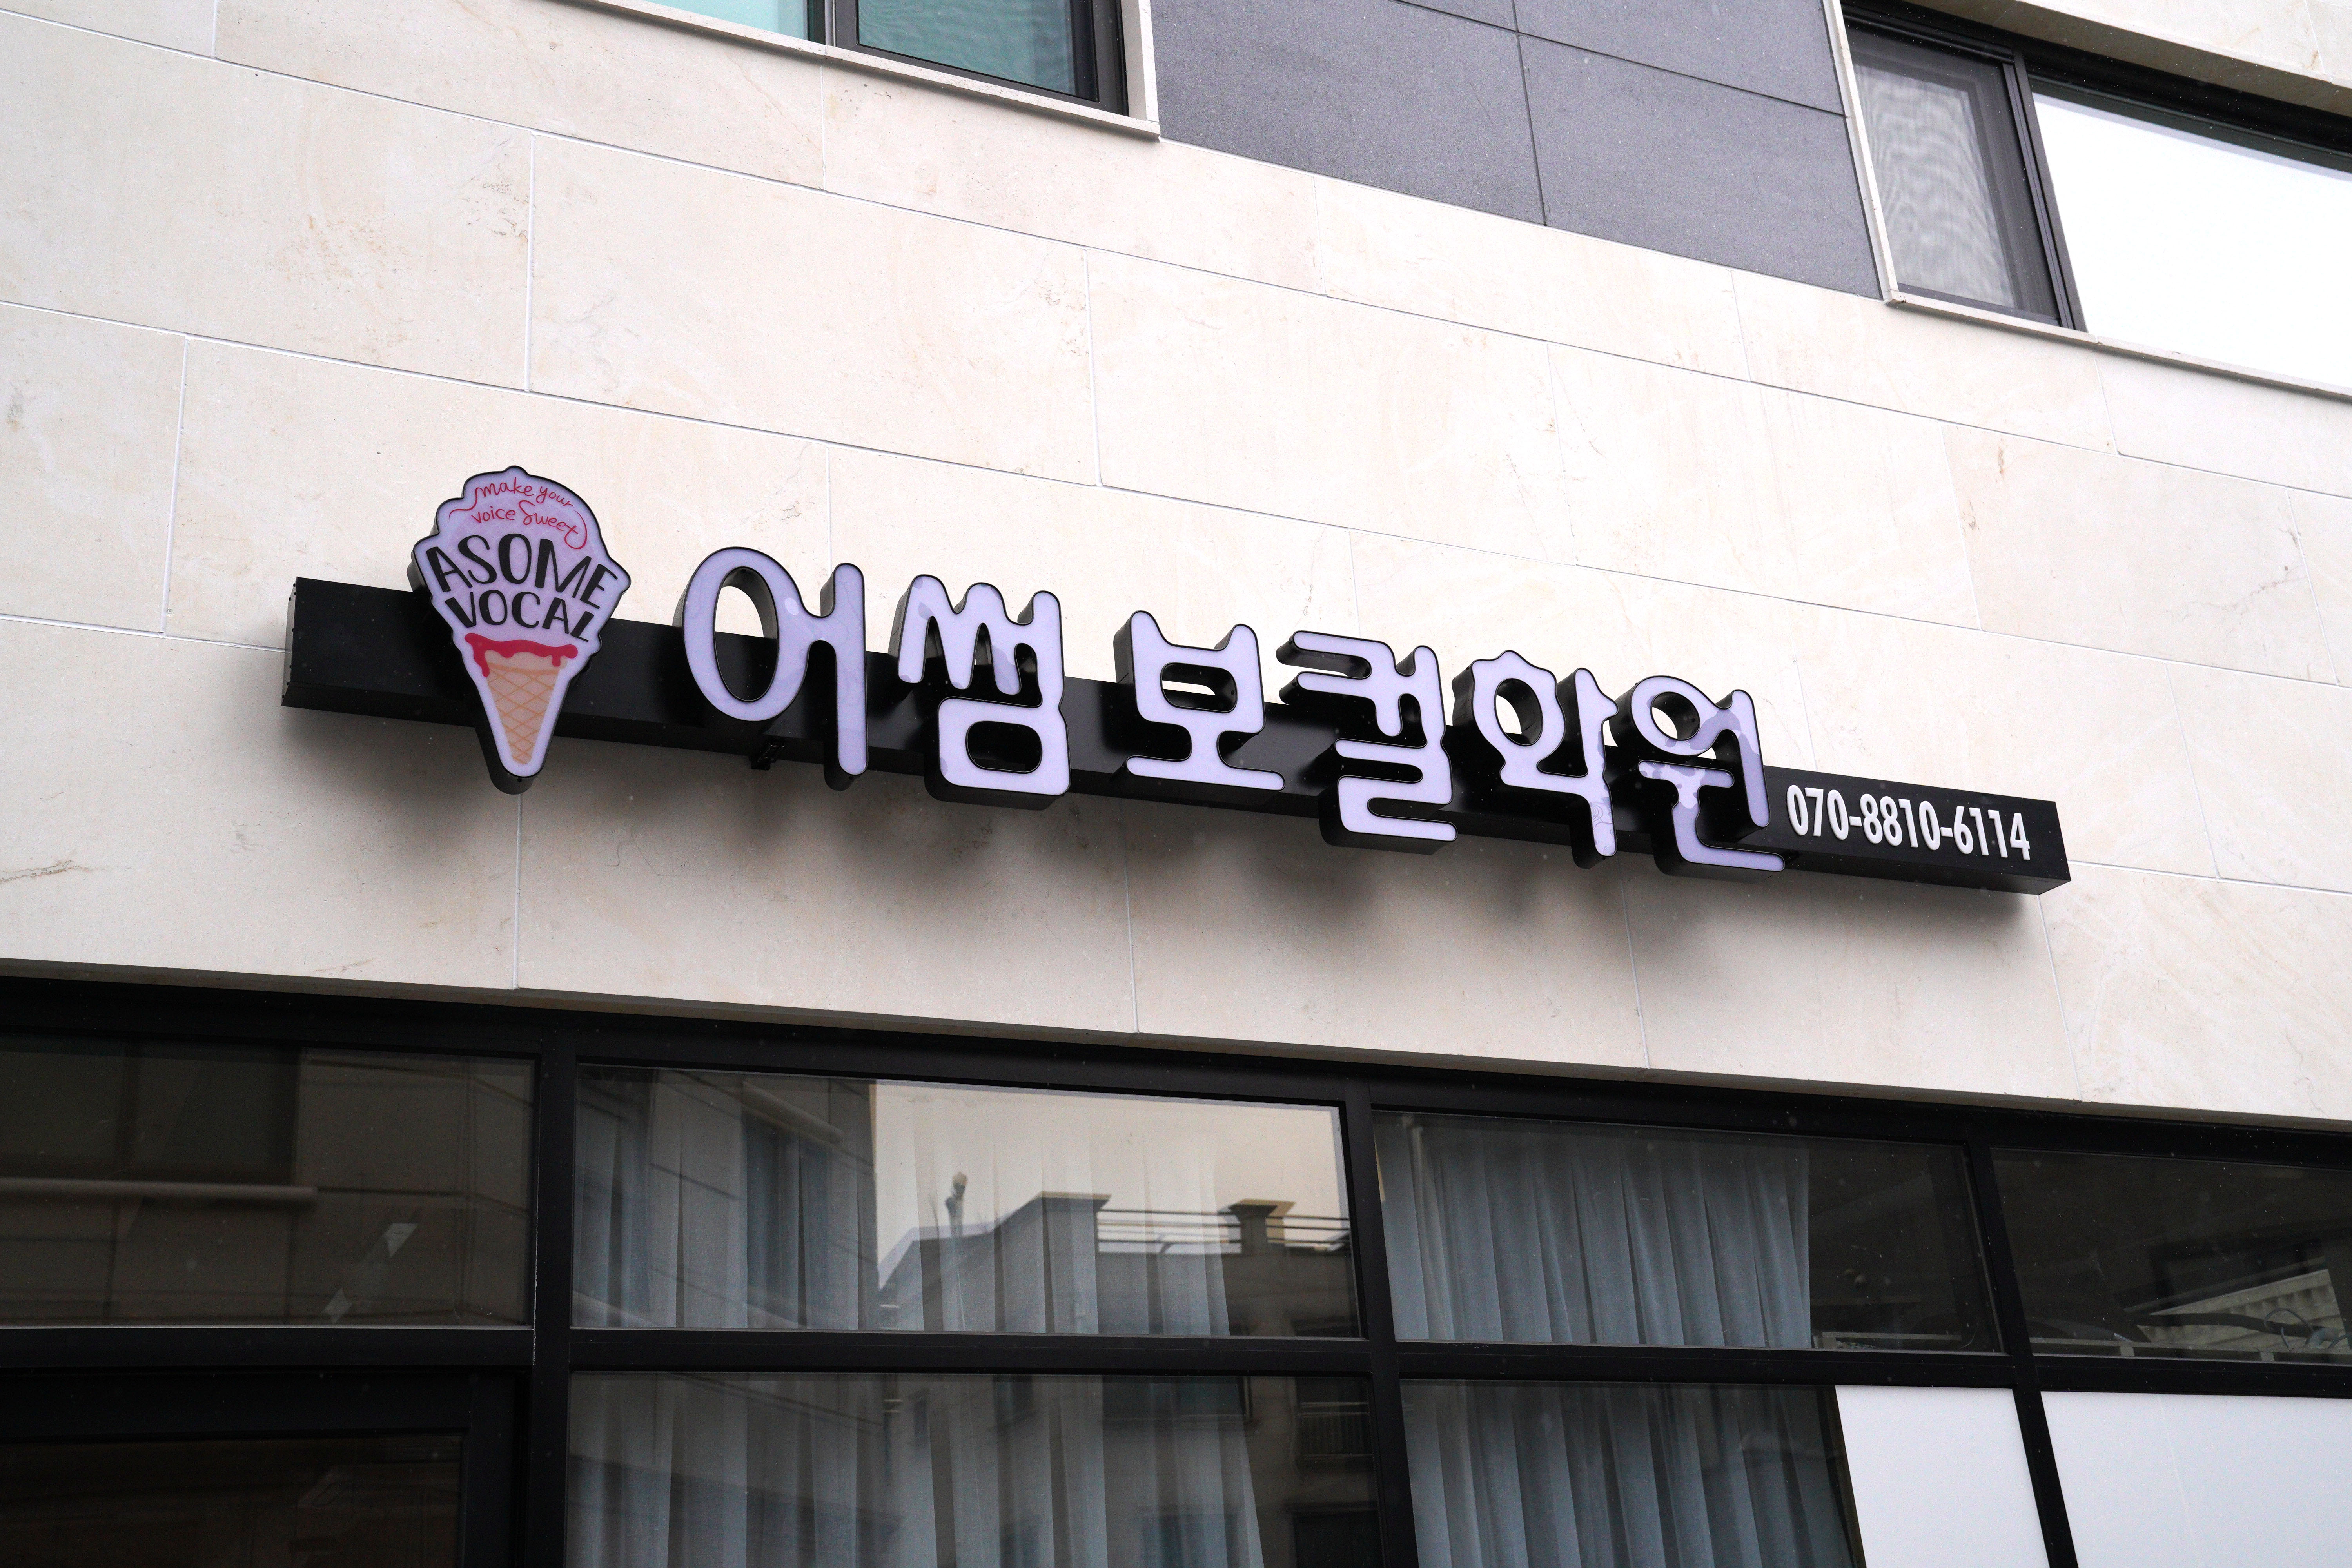 make your
voice Sweet
ASOME
VOCAL
어썸 보컬학원
070-8810-6114